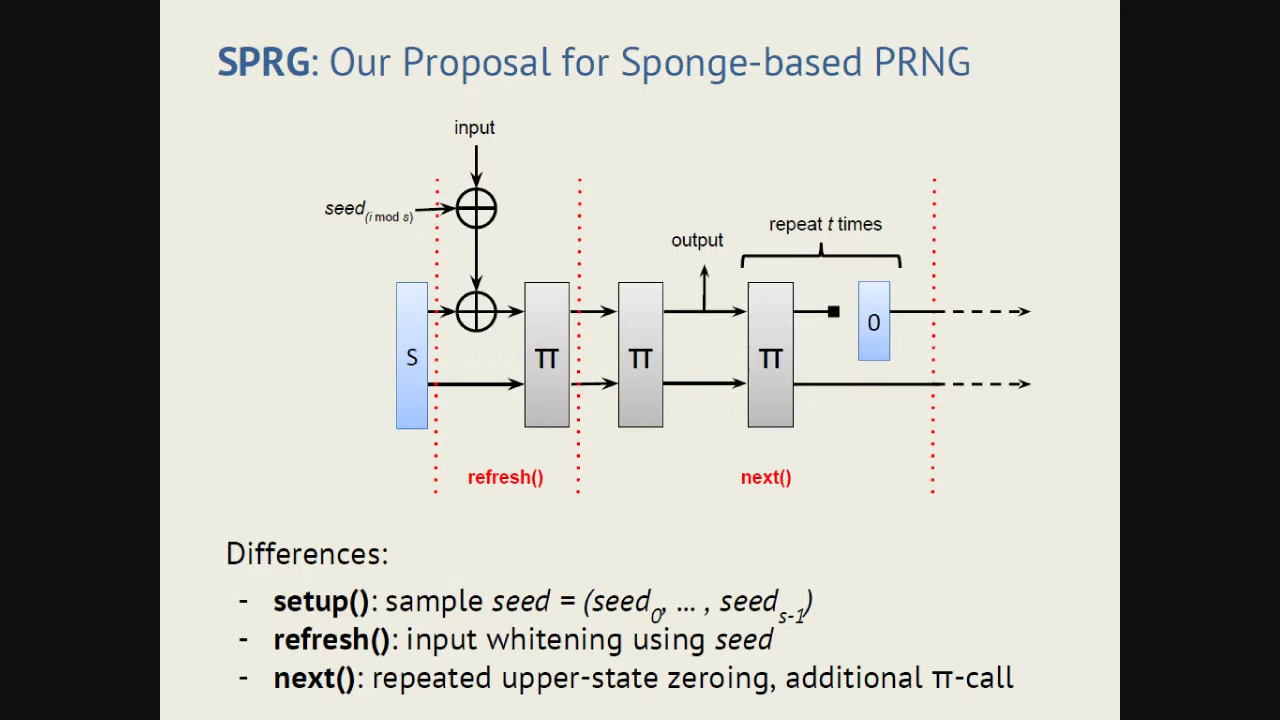 SPRG: Our Proposal for Sponge-based PRNG
input
seed(i mod s)
repeat t times
output
S
π
π
π
0
refresh()
next()
Differences:
- setup(): sample seed = (seed0, ... , seeds-1)
- refresh(): input whitening using seed
- next(): repeated upper-state zeroing, additional π-call